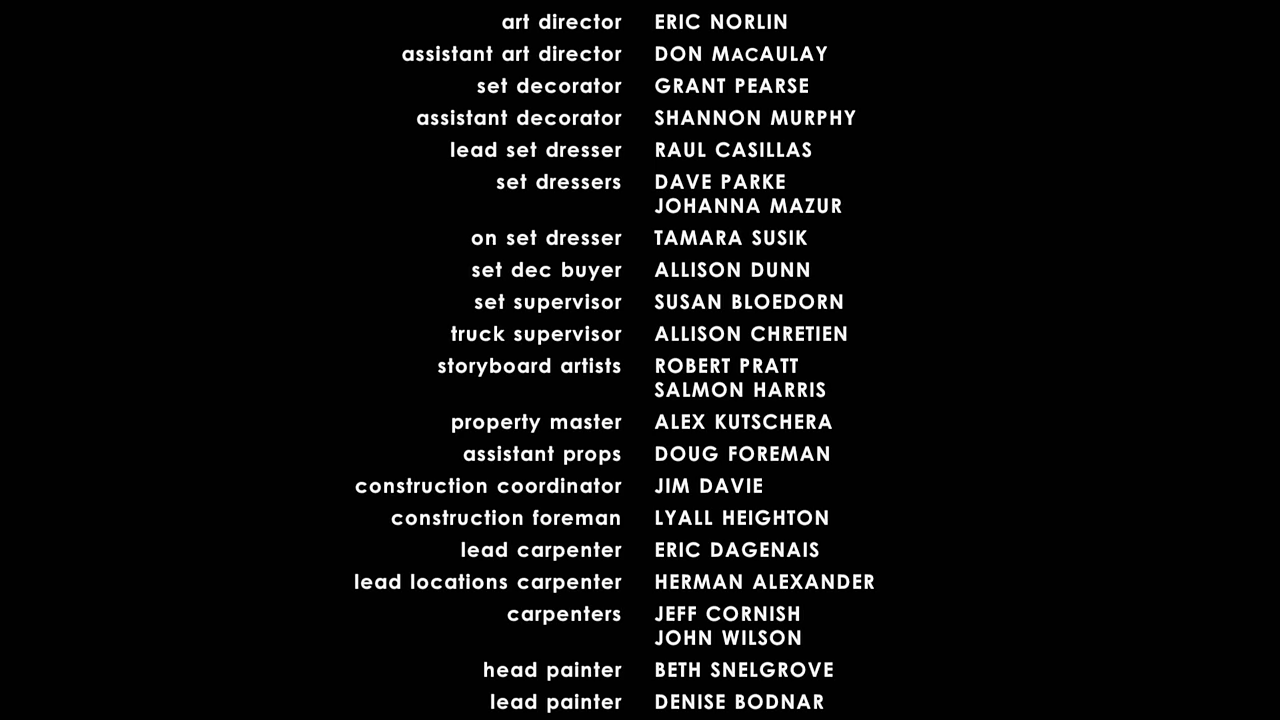 art director ERIC NORLIN
assistant art director DON MACAULAY
set decorator GRANT PEARSE
assistant decorator SHANNON MURPHY
lead set dresser RAUL CASILLAS
set dressers DAVE PARKE
JOHANNA MAZUR
on set dresser TAMARA SUSIK
set dec buyer ALLISON DUNN
set supervisor SUSAN BLOEDORN
truck supervisor ALLISON CHRETIEN
storyboard artists ROBERT PRATT
SALMON HARRIS
property master ALEX KUTSCHERA
assistant props DOUG FOREMAN
construction coordinator JIM DAVIE
construction foreman LYALL HEIGHTON
lead carpenter ERIC DAGENAIS
lead locations carpenter HERMAN ALEXANDER
carpenters JEFF CORNISH
JOHN WILSON
head painter BETH SNELGROVE
lead painter DENISE BODNAR